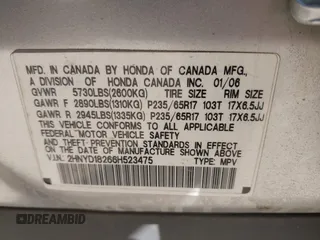 MFD. IN CANADA BY HONDA OF CANADA MFG.,
A DIVISION OF HONDA CANADA INC. 01/06
GVWR 5730LBS(2600KG) TIRE SIZE RIM SIZE
GAWR F 2890LBS(1310KG) P235/65R17 103T 17X6.5JJ
GAWR R 2945LBS(1335KG) P235/65R17 103T 17X6.5JJ
THIS VEHICLE CONFORMS TO ALL APPLICABLE
FEDERAL MOTOR VEHICLE SAFETY
AND THEFT PREVENTION STANDARDS IN EFFECT
ON THE DATE OF MANUFACTURE SHOWN ABOVE.
V.I.N.: 2HNYD18266H523475 TYPE: MPV
DREAMBID
DREAMBID.COM